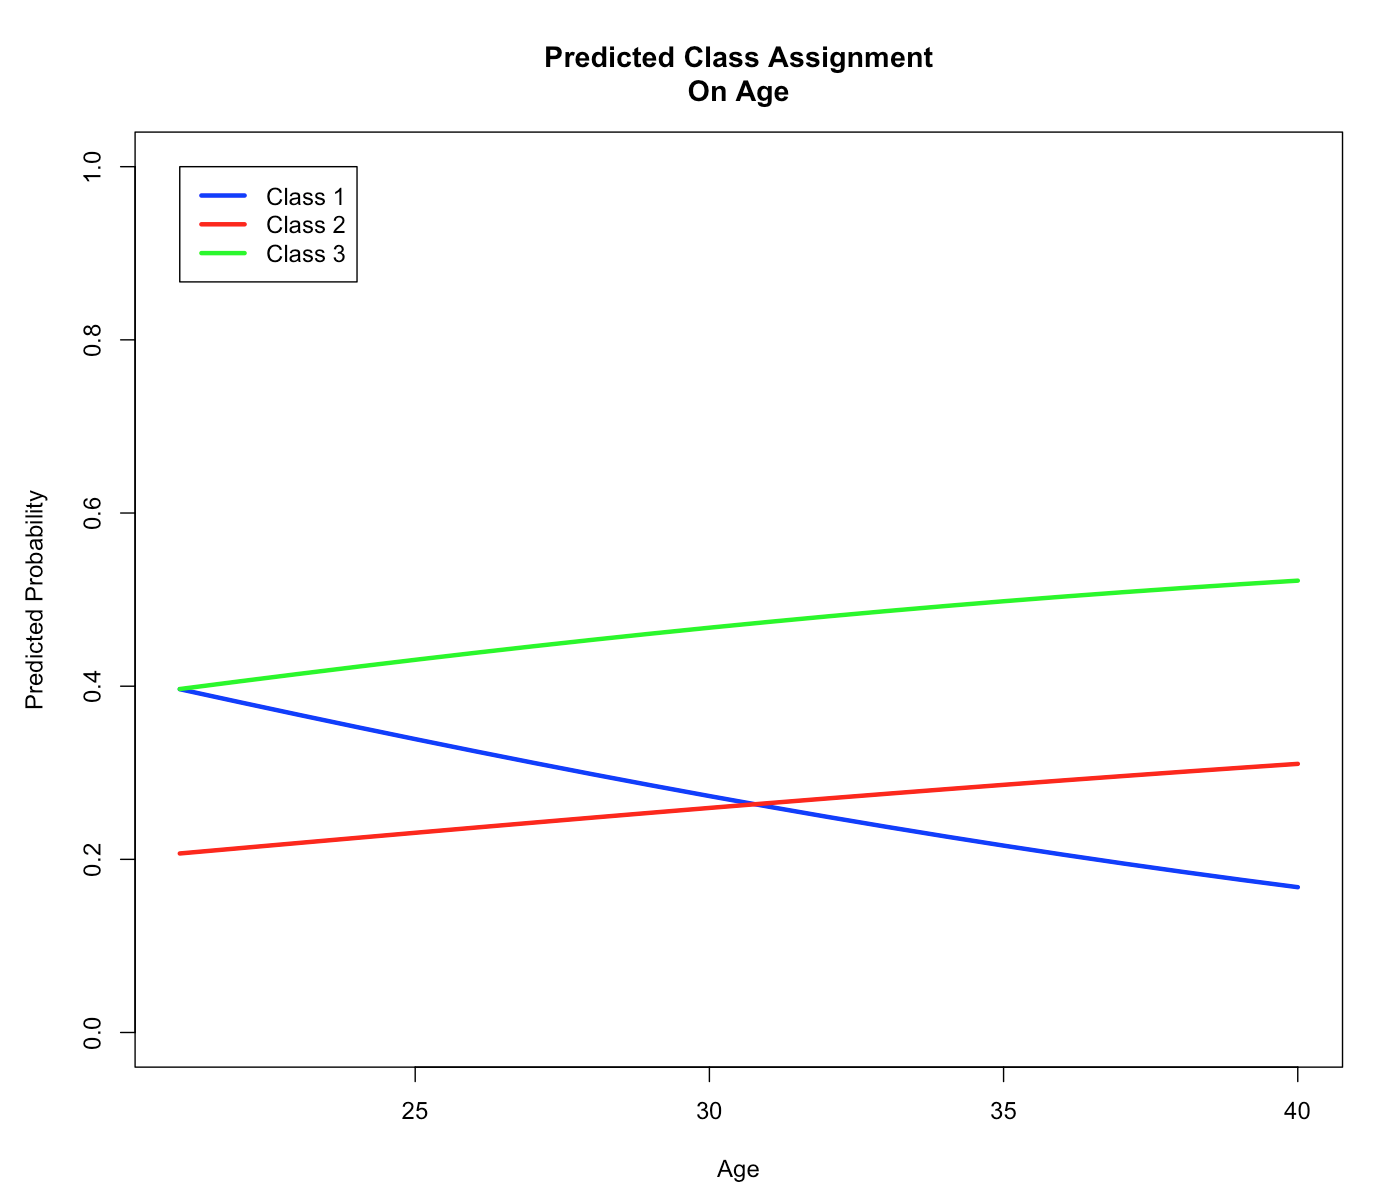 Predicted Class Assignment
On Age
Class 1
Class 2
Class 3
Predicted Probability
1.0
0.8
0.6
0.4
0.2
0.0
25
30
35
40
Age